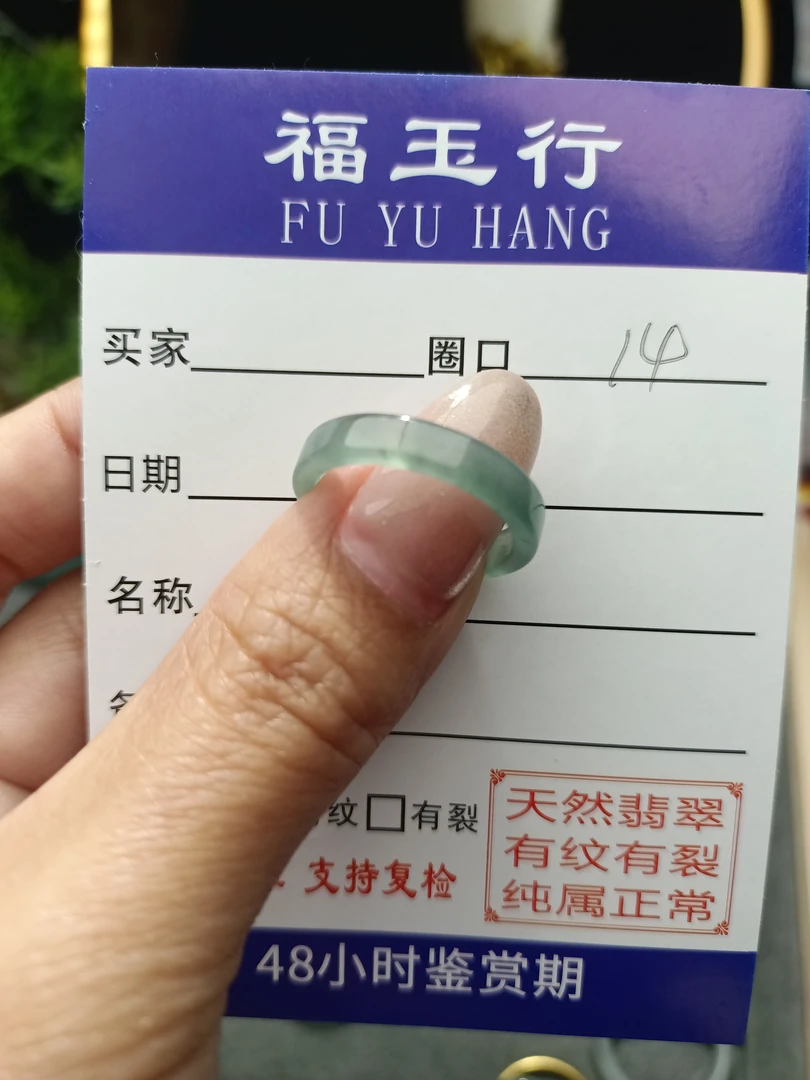 福玉行
FU YU HANG
买家 圈口 14
日期
名称
纹□有裂
支持复检
天然翡翠
有纹有裂
纯属正常
48小时鉴赏期